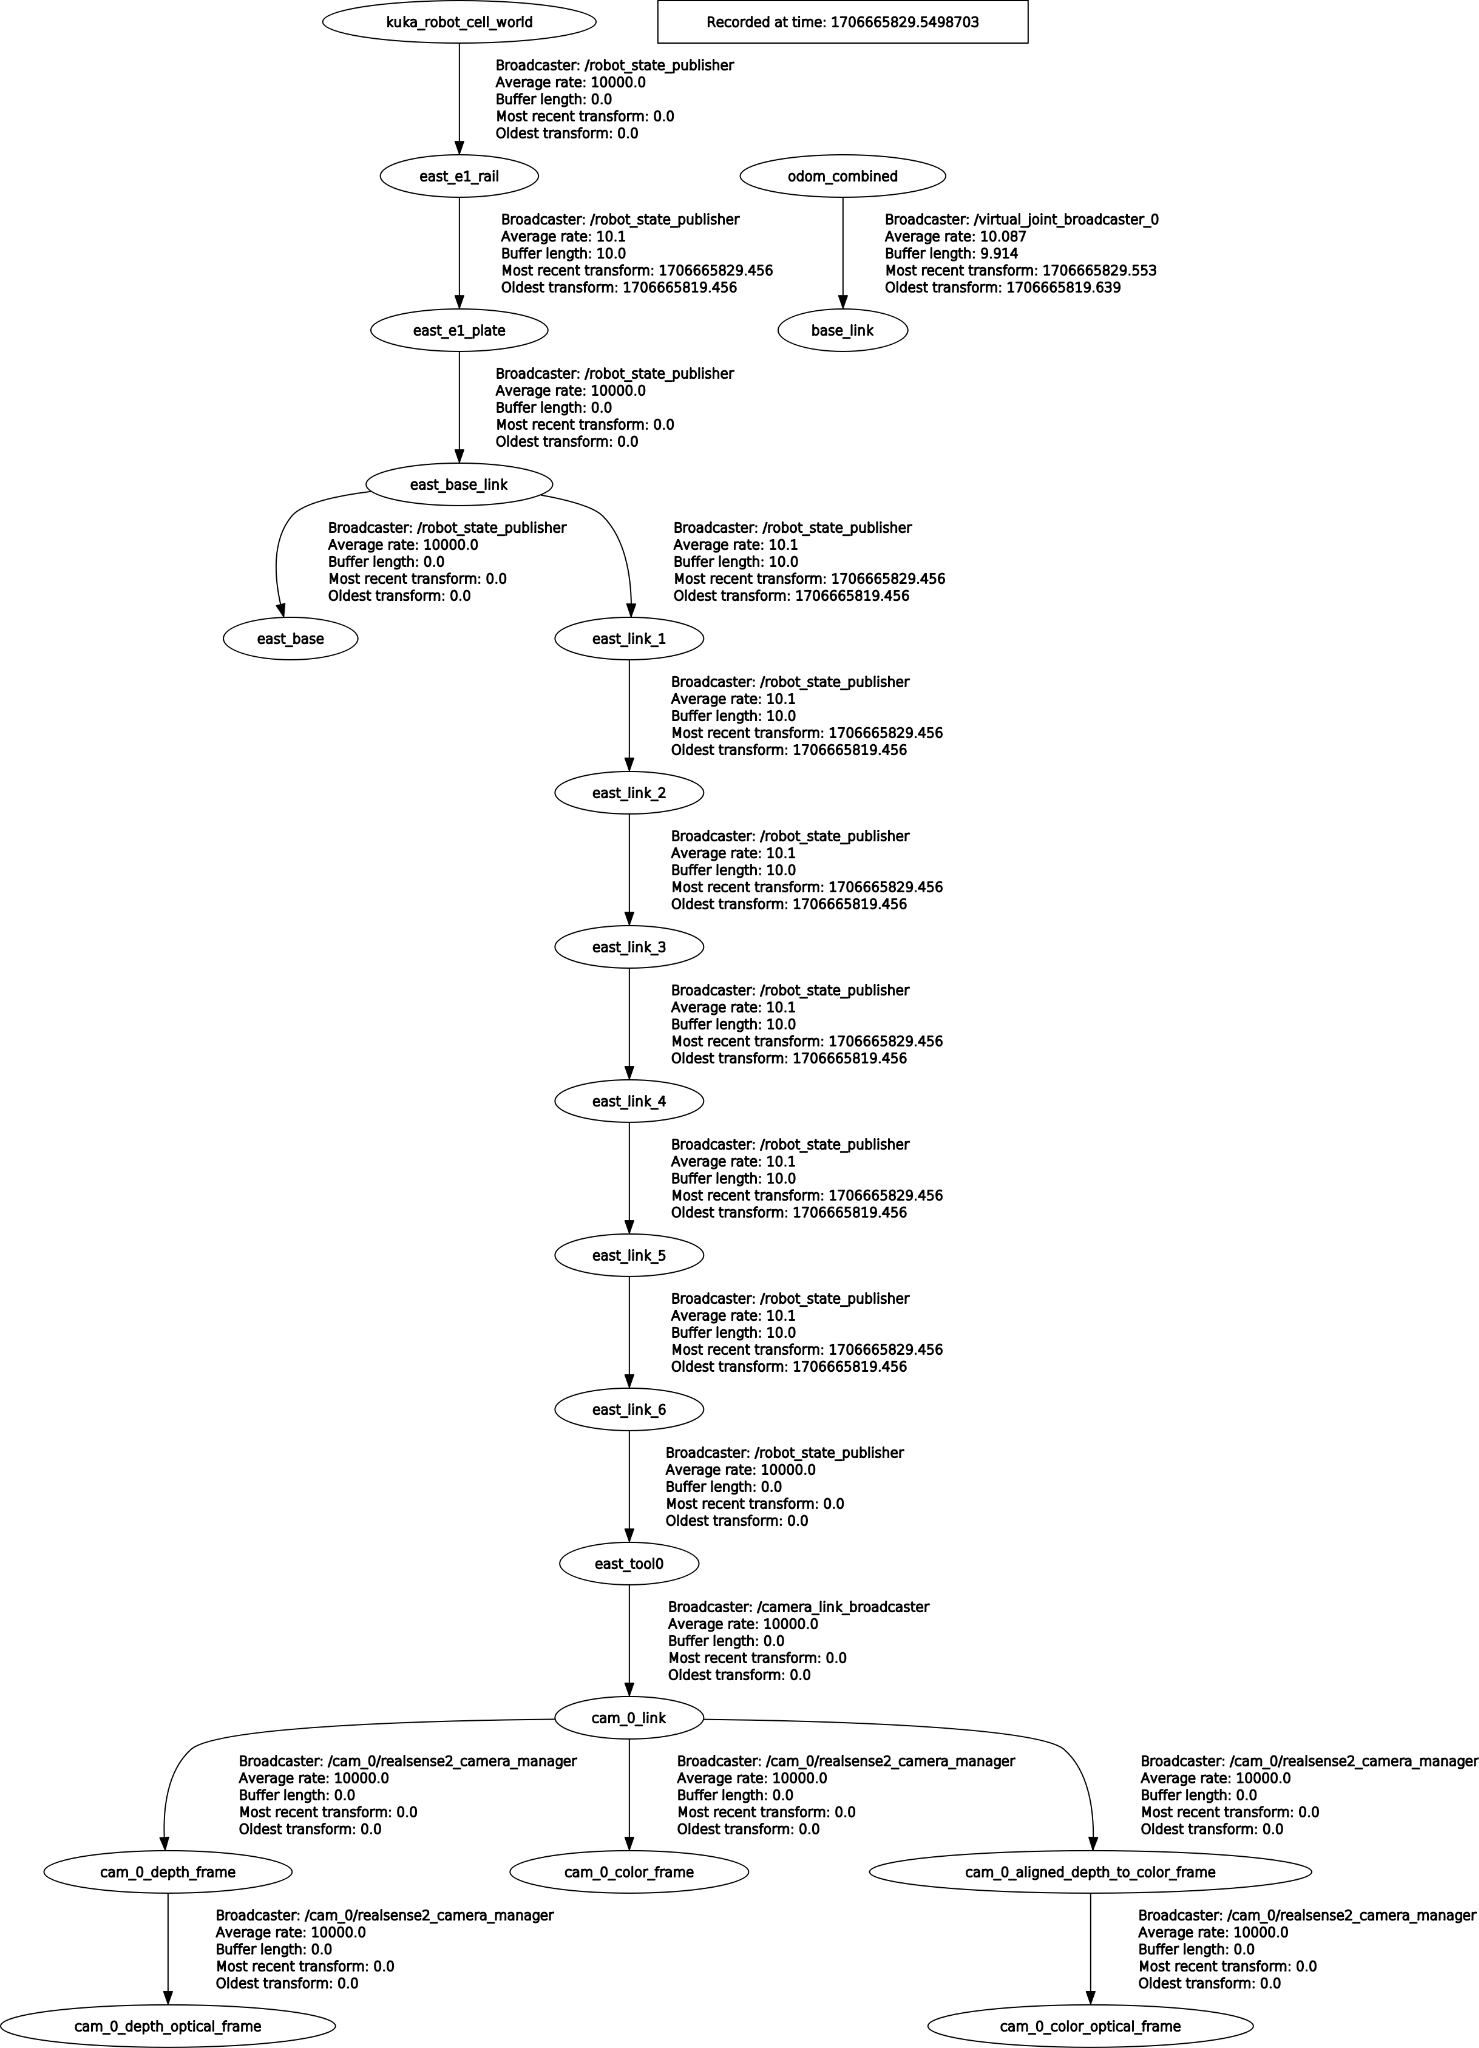 kuka_robot_cell_world
Recorded at time: 1706665829.5498703
Broadcaster: /robot_state_publisher
Average rate: 10000.0
Buffer length: 0.0
Most recent transform: 0.0
Oldest transform: 0.0
east_e1_rail
odom_combined
Broadcaster: /robot_state_publisher
Average rate: 10.1
Buffer length: 10.0
Most recent transform: 1706665829.456
Oldest transform: 1706665819.456
Broadcaster: /virtual_joint_broadcaster_0
Average rate: 10.087
Buffer length: 9.914
Most recent transform: 1706665829.553
Oldest transform: 1706665819.639
east_e1_plate
base_link
Broadcaster: /robot_state_publisher
Average rate: 10000.0
Buffer length: 0.0
Most recent transform: 0.0
Oldest transform: 0.0
east_base_link
Broadcaster: /robot_state_publisher
Average rate: 10000.0
Buffer length: 0.0
Most recent transform: 0.0
Oldest transform: 0.0
Broadcaster: /robot_state_publisher
Average rate: 10.1
Buffer length: 10.0
Most recent transform: 1706665829.456
Oldest transform: 1706665819.456
east_base
east_link_1
Broadcaster: /robot_state_publisher
Average rate: 10.1
Buffer length: 10.0
Most recent transform: 1706665829.456
Oldest transform: 1706665819.456
east_link_2
Broadcaster: /robot_state_publisher
Average rate: 10.1
Buffer length: 10.0
Most recent transform: 1706665829.456
Oldest transform: 1706665819.456
east_link_3
Broadcaster: /robot_state_publisher
Average rate: 10.1
Buffer length: 10.0
Most recent transform: 1706665829.456
Oldest transform: 1706665819.456
east_link_4
Broadcaster: /robot_state_publisher
Average rate: 10.1
Buffer length: 10.0
Most recent transform: 1706665829.456
Oldest transform: 1706665819.456
east_link_5
Broadcaster: /robot_state_publisher
Average rate: 10.1
Buffer length: 10.0
Most recent transform: 1706665829.456
Oldest transform: 1706665819.456
east_link_6
Broadcaster: /robot_state_publisher
Average rate: 10000.0
Buffer length: 0.0
Most recent transform: 0.0
Oldest transform: 0.0
east_tool0
Broadcaster: /camera_link_broadcaster
Average rate: 10000.0
Buffer length: 0.0
Most recent transform: 0.0
Oldest transform: 0.0
cam_0_link
Broadcaster: /cam_0/realsense2_camera_manager
Average rate: 10000.0
Buffer length: 0.0
Most recent transform: 0.0
Oldest transform: 0.0
Broadcaster: /cam_0/realsense2_camera_manager
Average rate: 10000.0
Buffer length: 0.0
Most recent transform: 0.0
Oldest transform: 0.0
Broadcaster: /cam_0/realsense2_camera_manager
Average rate: 10000.0
Buffer length: 0.0
Most recent transform: 0.0
Oldest transform: 0.0
cam_0_depth_frame
cam_0_color_frame
cam_0_aligned_depth_to_color_frame
Broadcaster: /cam_0/realsense2_camera_manager
Average rate: 10000.0
Buffer length: 0.0
Most recent transform: 0.0
Oldest transform: 0.0
Broadcaster: /cam_0/realsense2_camera_manager
Average rate: 10000.0
Buffer length: 0.0
Most recent transform: 0.0
Oldest transform: 0.0
cam_0_depth_optical_frame
cam_0_color_optical_frame